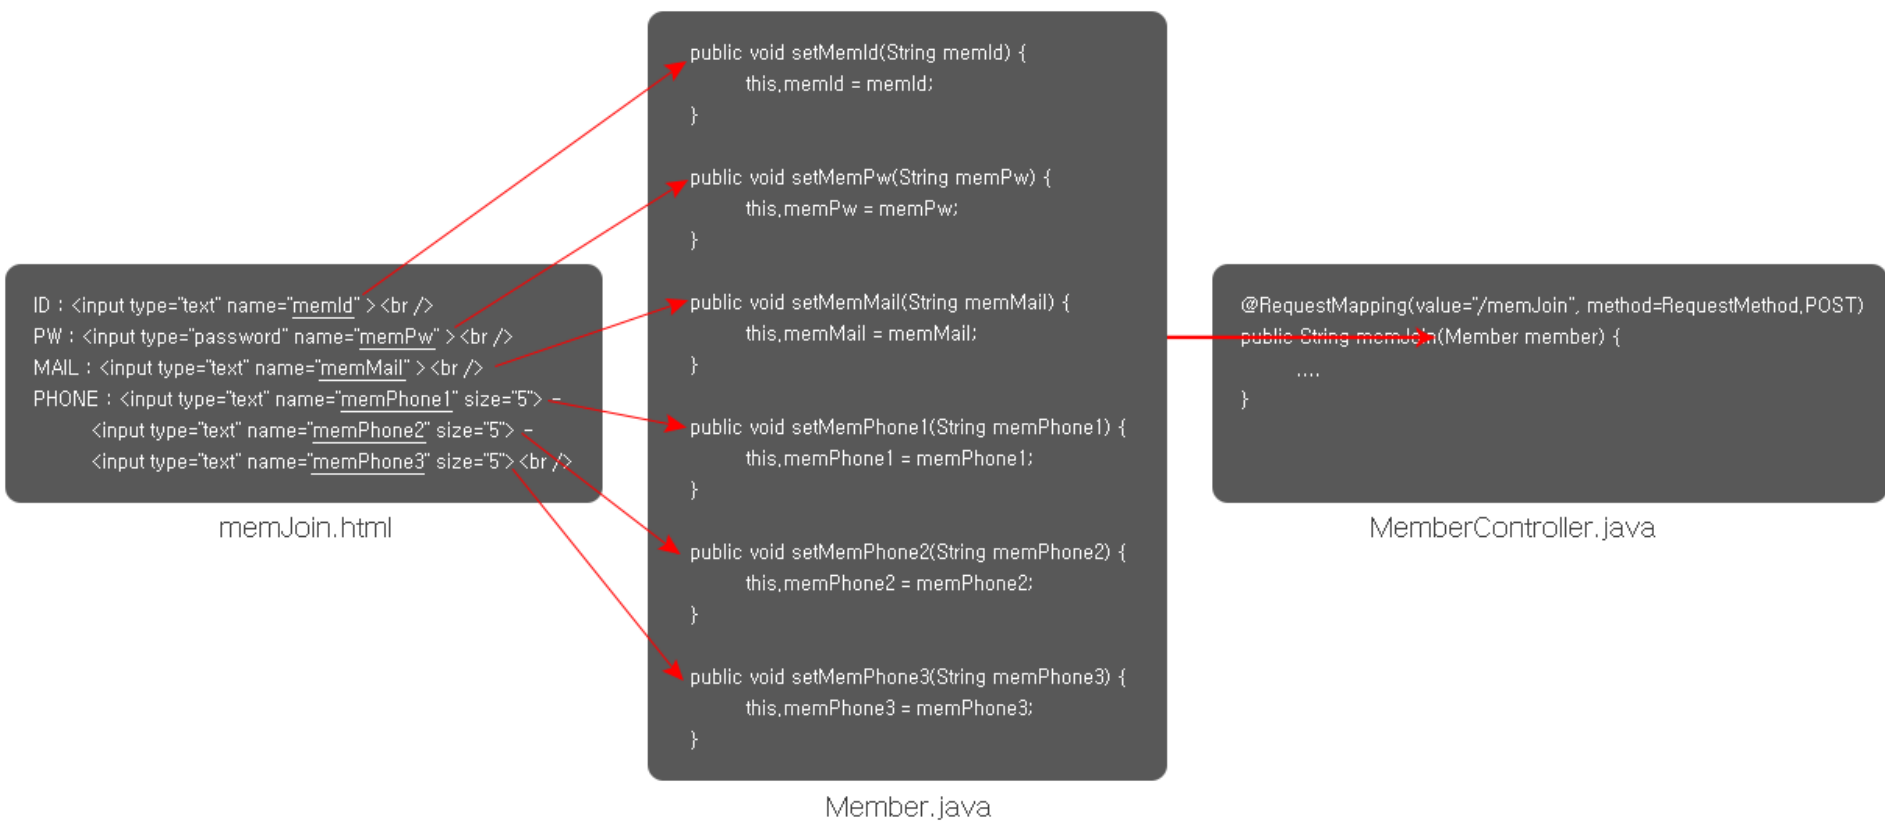 ID : <input type="text" name="memId" ><br />
PW : <input type="password" name="memPw" ><br />
MAIL : <input type="text" name="memMail" ><br />
PHONE : <input type="text" name="memPhone1" size="5"> -
<input type="text" name="memPhone2" size="5"> -
<input type="text" name="memPhone3" size="5"><br />
memJoin.html
public void setMemId(String memId) {
this.memId = memId;
}
public void setMemPw(String memPw) {
this.memPw = memPw;
}
public void setMemMail(String memMail) {
this.memMail = memMail;
}
public void setMemPhone1(String memPhone1) {
this.memPhone1 = memPhone1;
}
public void setMemPhone2(String memPhone2) {
this.memPhone2 = memPhone2;
}
public void setMemPhone3(String memPhone3) {
this.memPhone3 = memPhone3;
}
Member.java
@RequestMapping(value="/memJoin", method=RequestMethod.POST)
public String memJoin(Member member) {
....
}
MemberController.java